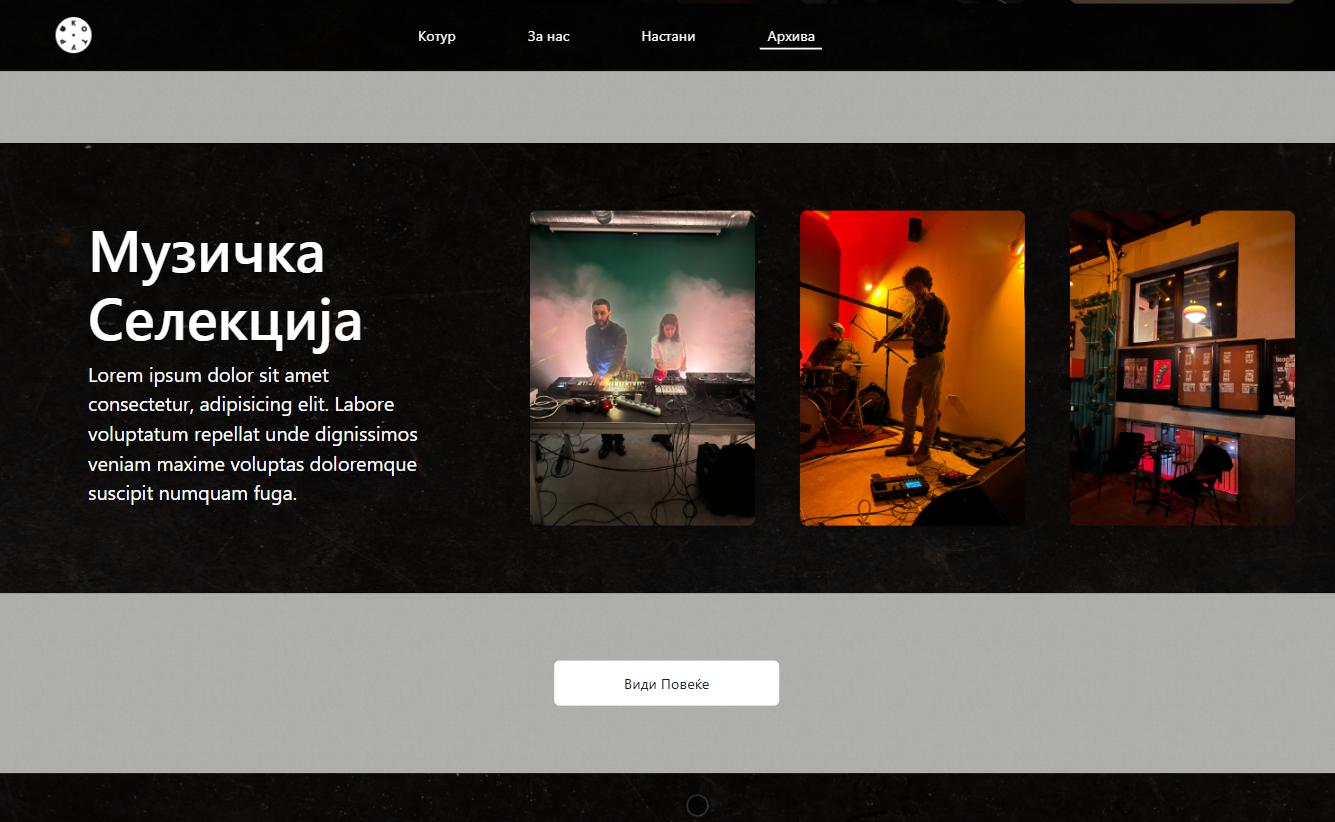 Котур
За нас
Настани
Архива
Музичка
Селекција
Lorem ipsum dolor sit amet
consectetur, adipisicing elit. Labore
voluptatum repellat unde dignissimos
veniam maxime voluptas doloremque
suscipit numquam fuga.
Види Повеќе